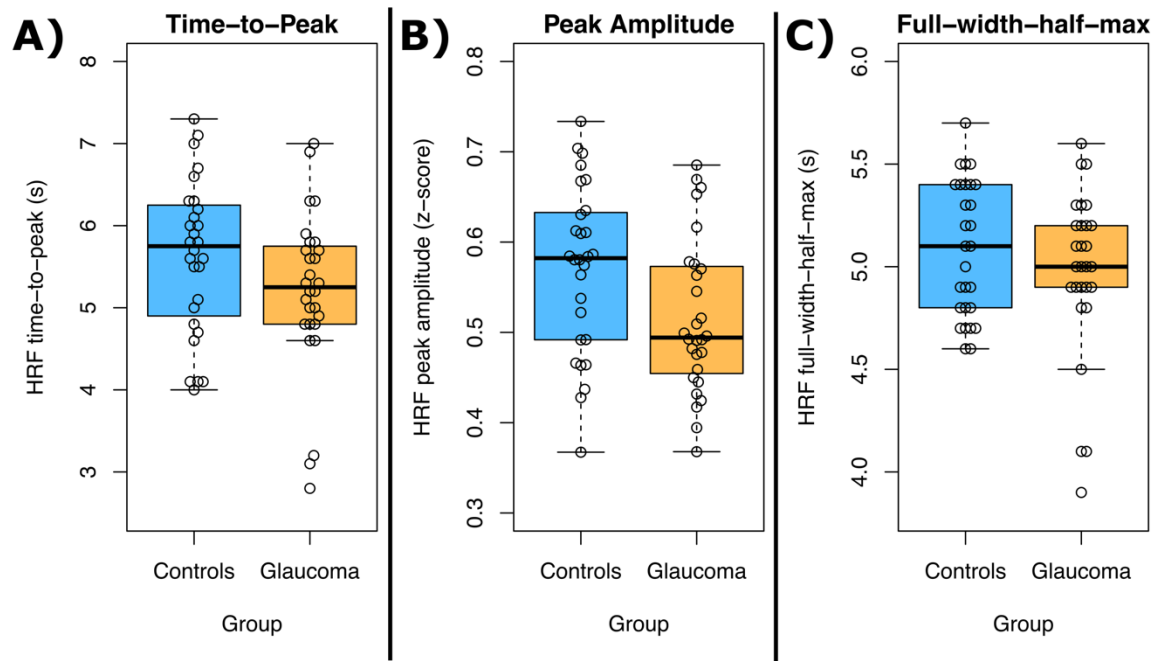 A)
Time-to-Peak
HRF time-to-peak (s)
8
7
6
5
4
3
Controls
Glaucoma
Group
B)
Peak Amplitude
HRF peak amplitude (z-score)
0.8
0.7
0.6
0.5
0.4
0.3
Controls
Glaucoma
Group
C)
Full-width-half-max
HRF full-width-half-max (s)
6.0
5.5
5.0
4.5
4.0
Controls
Glaucoma
Group